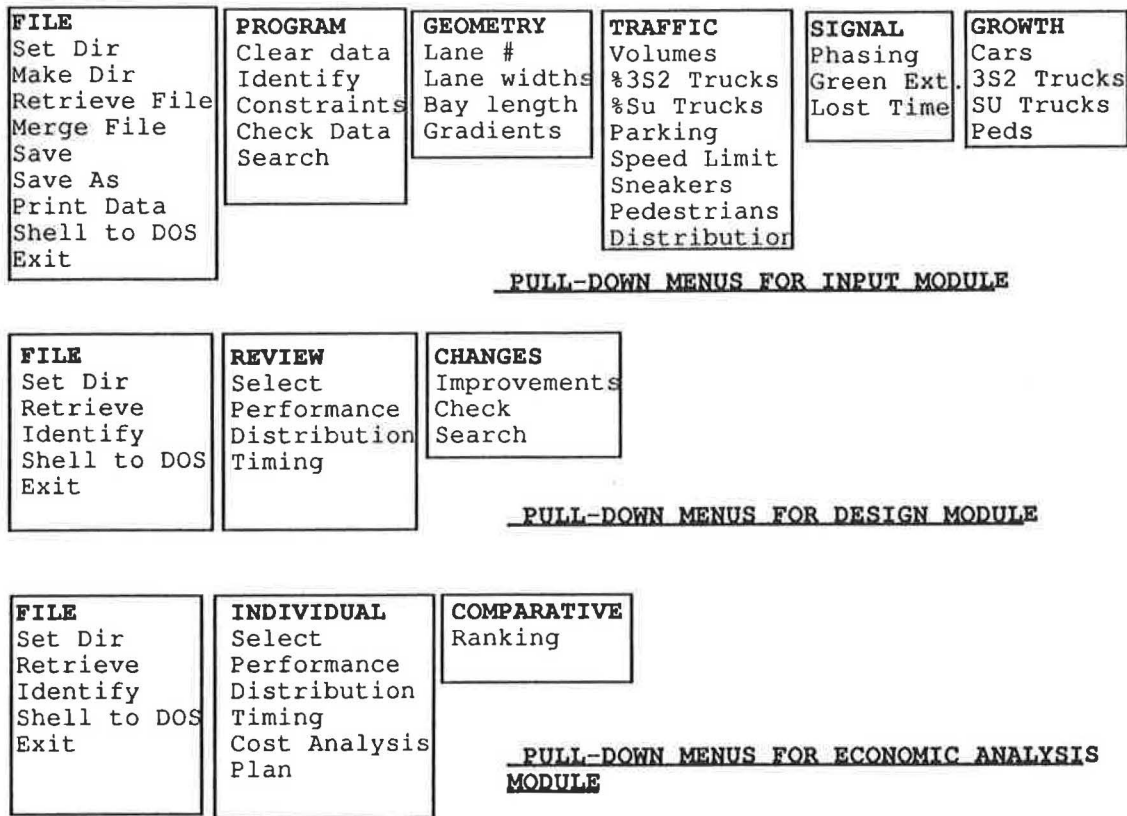 FILE
Set Dir
Make Dir
Retrieve File
Merge File
Save
Save As
Print Data
Shell to DOS
Exit
PROGRAM
Clear data
Identify
Constraints
Check Data
Search
GEOMETRY
Lane #
Lane widths
Bay length
Gradients
TRAFFIC
Volumes
%3S2 Trucks
%Su Trucks
Parking
Speed Limit
Sneakers
Pedestrians
Distribution
SIGNAL
Phasing
Green Ext.
Lost Time
GROWTH
Cars
3S2 Trucks
SU Trucks
Peds
PULL-DOWN MENUS FOR INPUT MODULE
FILE
Set Dir
Retrieve
Identify
Shell to DOS
Exit
REVIEW
Select
Performance
Distribution
Timing
CHANGES
Improvements
Check
Search
PULL-DOWN MENUS FOR DESIGN MODULE
FILE
Set Dir
Retrieve
Identify
Shell to DOS
Exit
INDIVIDUAL
Select
Performance
Distribution
Timing
Cost Analysis
Plan
COMPARATIVE
Ranking
PULL-DOWN MENUS FOR ECONOMIC ANALYSIS
MODULE